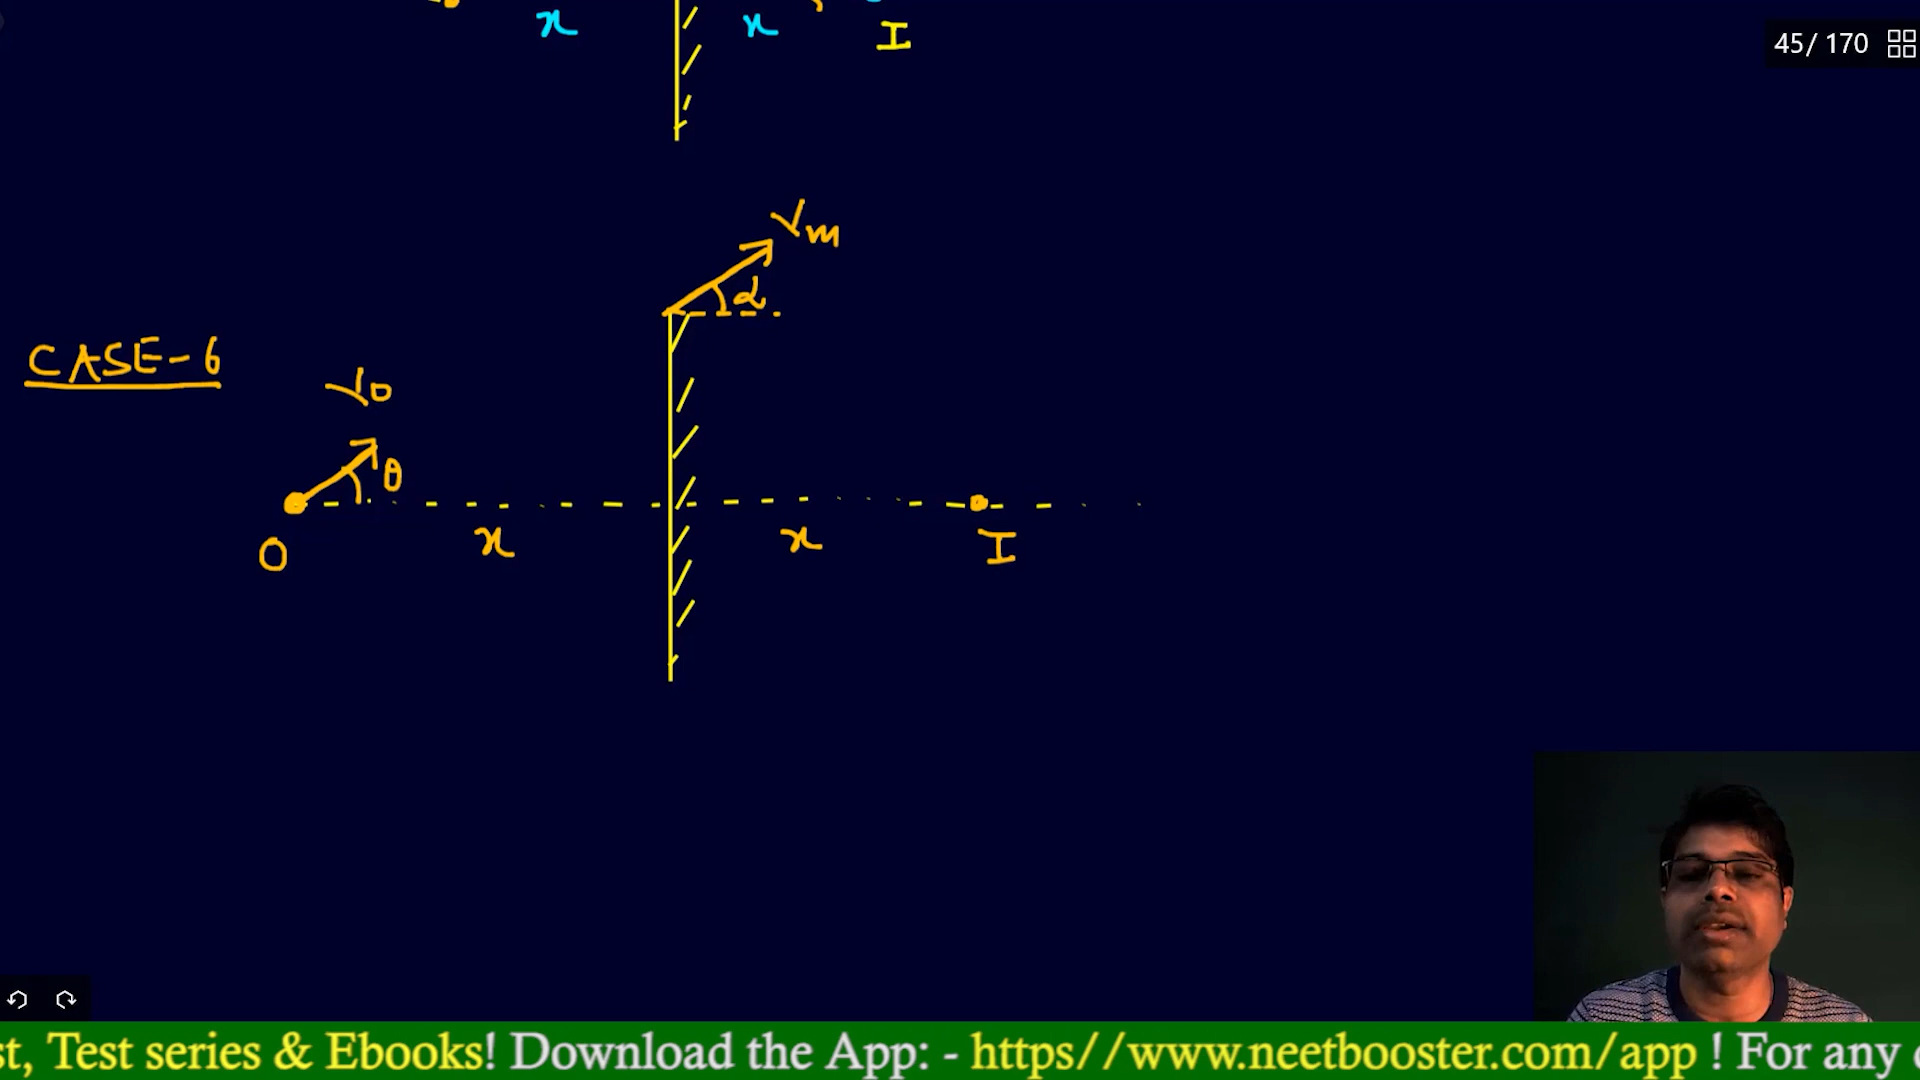 x x I
45/ 170
Vm
α
CASE-6
Vo
θ
O x x I
st, Test series & Ebooks! Download the App: - https//www.neetbooster.com/app ! For any